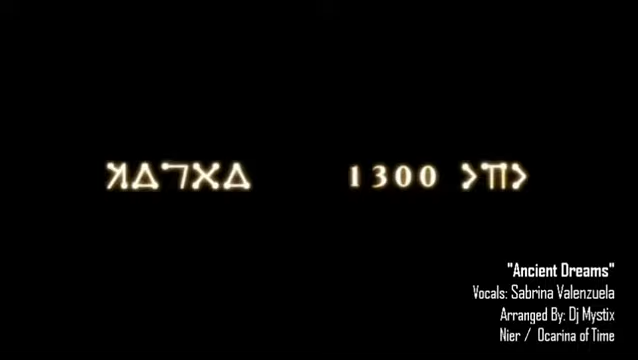 1300
"Ancient Dreams"
Vocals: Sabrina Valenzuela
Arranged By: Dj Mystix
Nier / Ocarina of Time